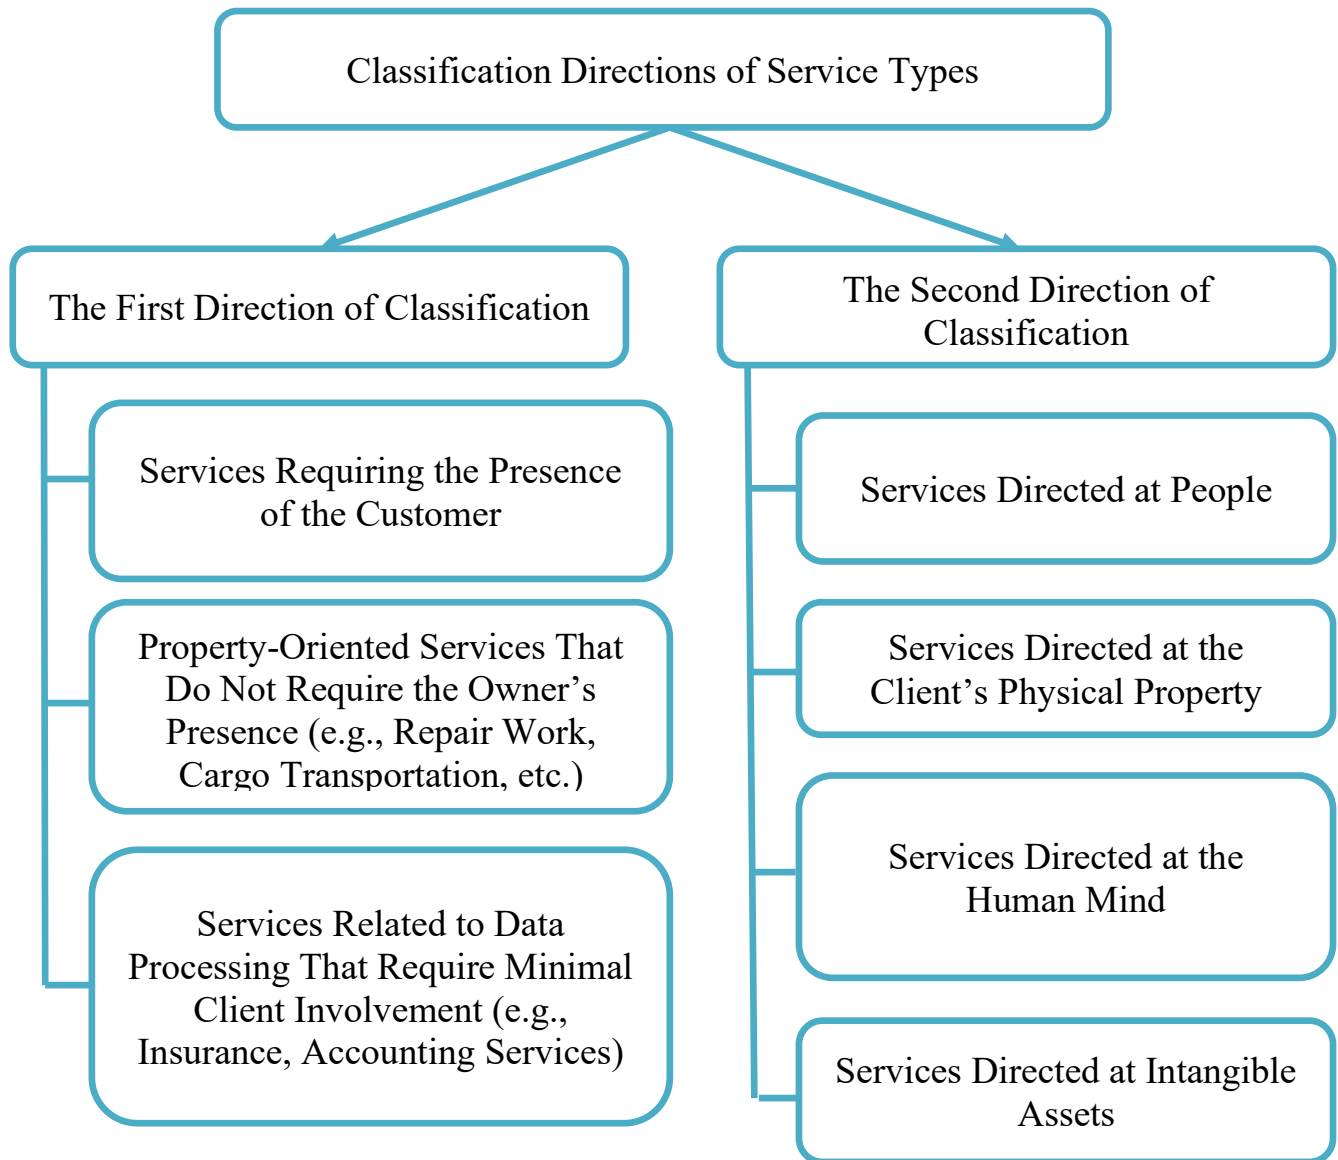 Classification Directions of Service Types
The First Direction of Classification
Services Requiring the Presence
of the Customer
Property-Oriented Services That
Do Not Require the Owner’s
Presence (e.g., Repair Work,
Cargo Transportation, etc.)
Services Related to Data
Processing That Require Minimal
Client Involvement (e.g.,
Insurance, Accounting Services)
The Second Direction of
Classification
Services Directed at People
Services Directed at the
Client’s Physical Property
Services Directed at the
Human Mind
Services Directed at Intangible
Assets